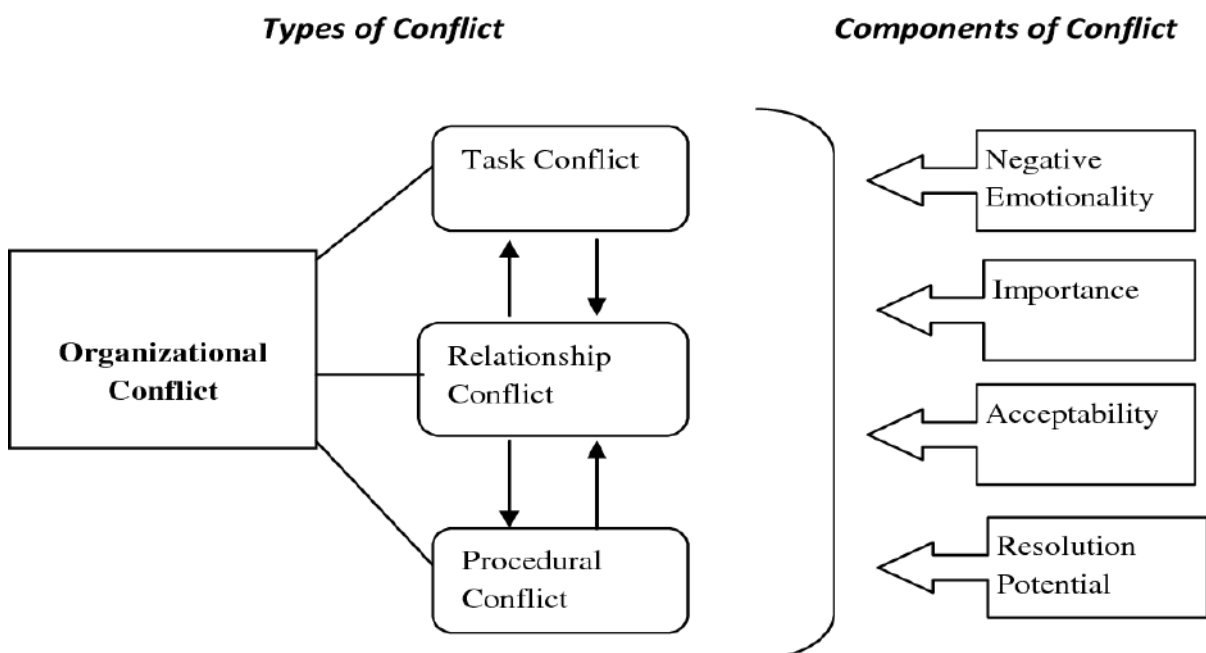 Types of Conflict
Components of Conflict
Task Conflict
Negative
Emotionality
Organizational
Conflict
Relationship
Conflict
Importance
Acceptability
Procedural
Conflict
Resolution
Potential